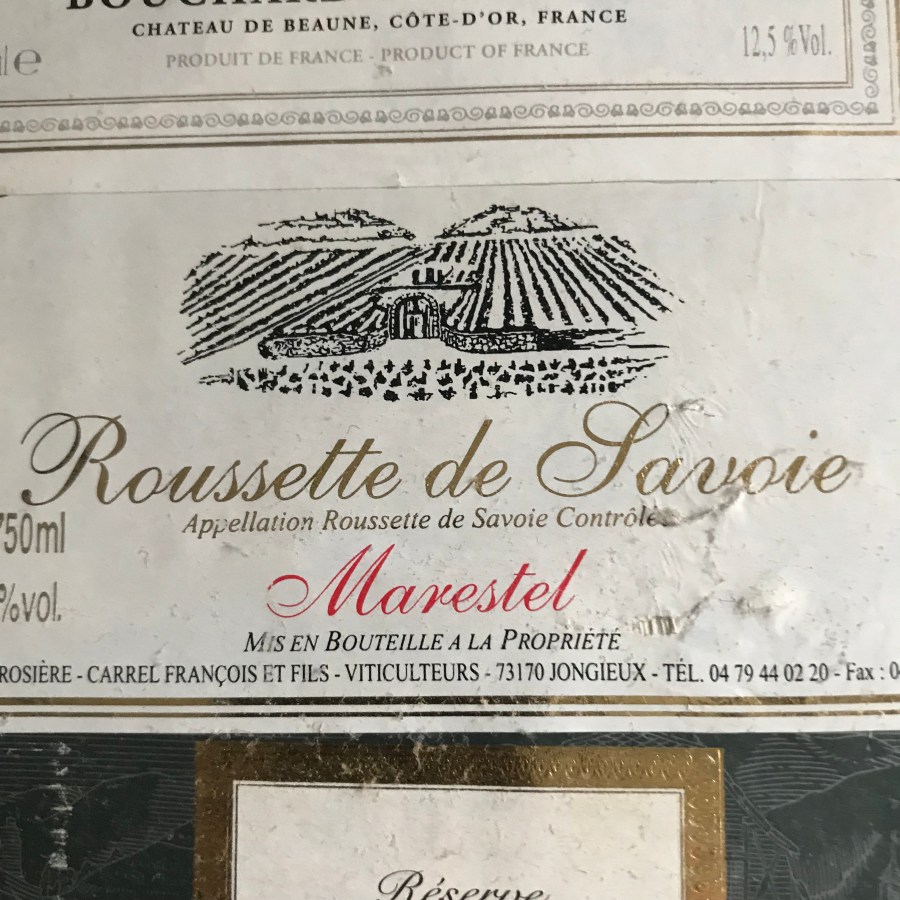 CHATEAU DE BEAUNE, CÔTE-D'OR, FRANCE
PRODUIT DE FRANCE - PRODUCT OF FRANCE
12,5 %Vol.
Roussette de Savoie
Appellation Roussette de Savoie Contrôlée
750ml
%vol.
Marestel
MIS EN BOUTEILLE A LA PROPRIÉTÉ
ROSIÈRE - CARREL FRANÇOIS ET FILS - VITICULTEURS - 73170 JONGIEUX - TÉL. 04 79 44 02 20 - Fax : 04
Réserve